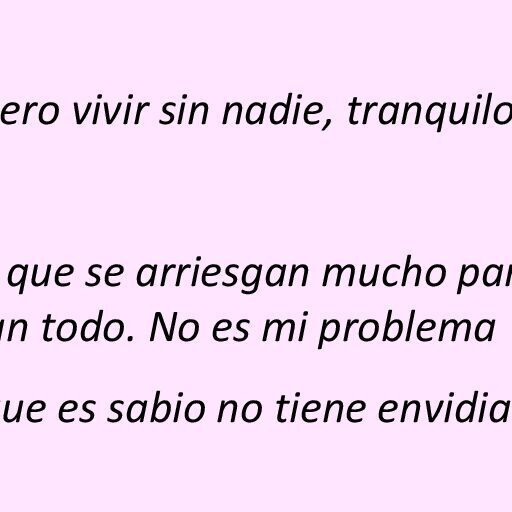 ero vivir sin nadie, tranquilo
que se arriesgan mucho par
un todo. No es mi problema
ue es sabio no tiene envidia